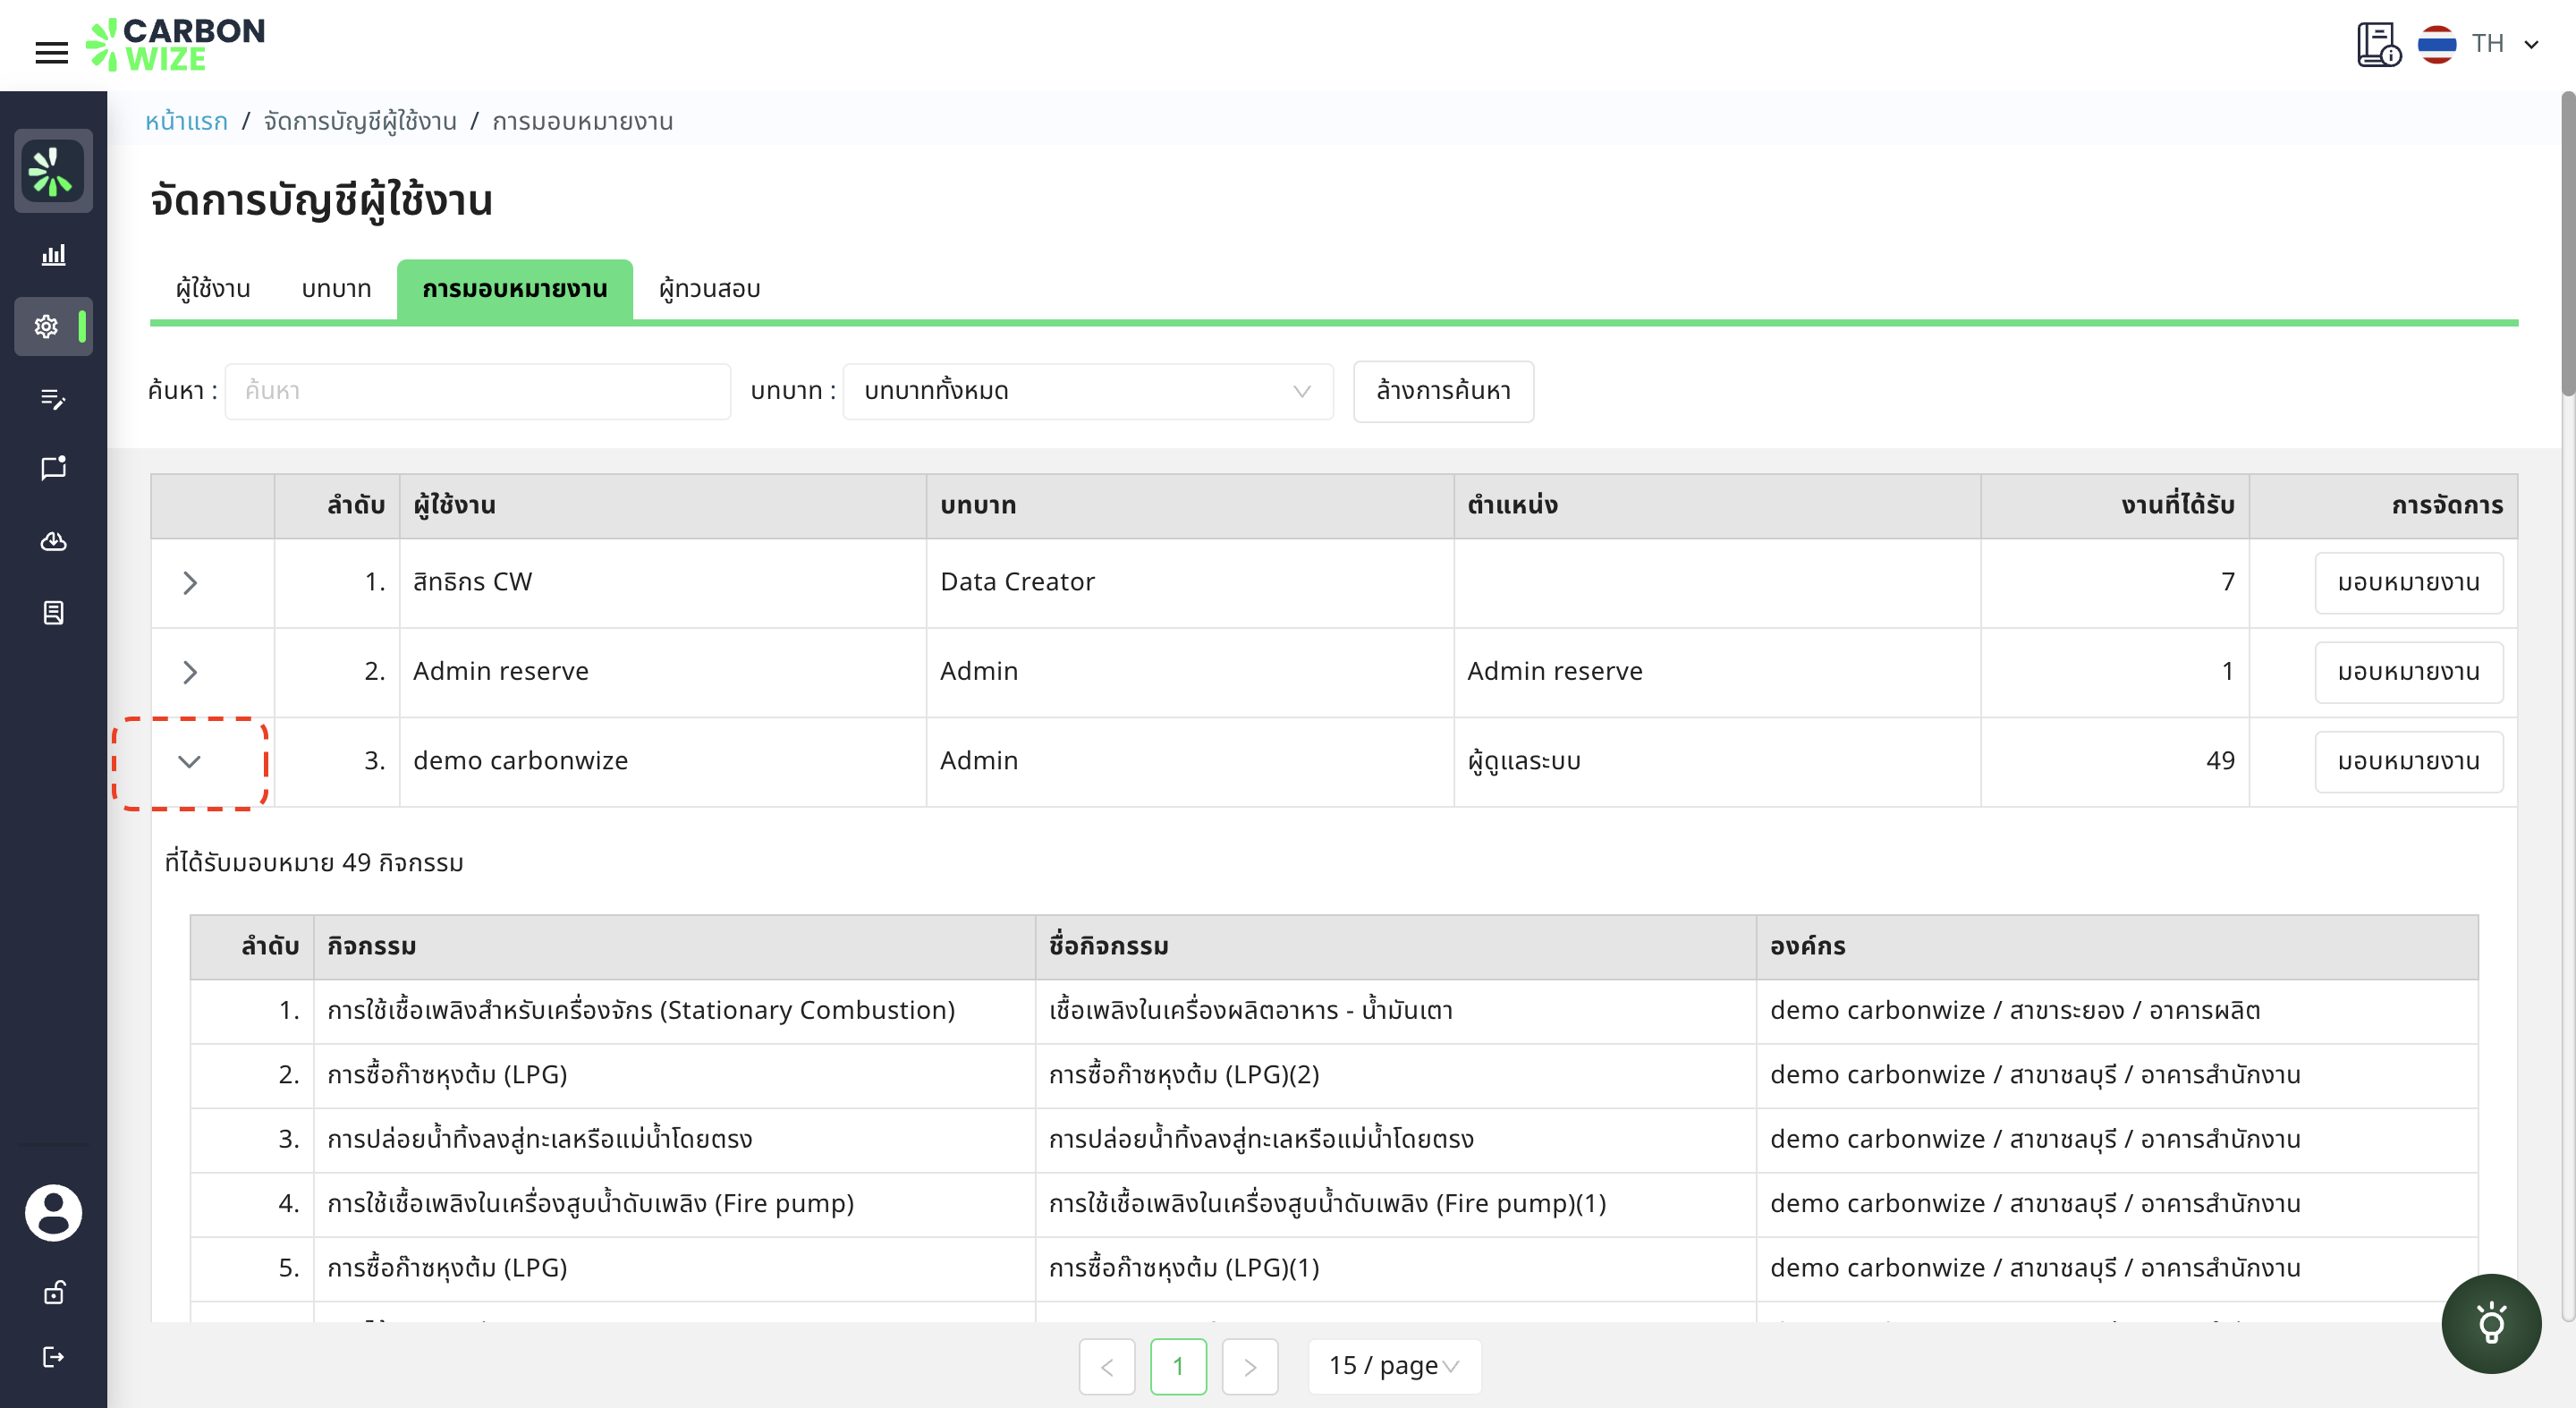 CARBON
WIZE
TH
หน้าแรก / จัดการบัญชีผู้ใช้งาน / การมอบหมายงาน
จัดการบัญชีผู้ใช้งาน
ผู้ใช้งาน บทบาท การมอบหมายงาน ผู้ทวนสอบ
ค้นหา : ค้นหา บทบาท : บทบาททั้งหมด ล้างการค้นหา
ลำดับ ผู้ใช้งาน บทบาท ตำแหน่ง งานที่ได้รับ การจัดการ
1. สิทธิกร CW Data Creator 7 มอบหมายงาน
2. Admin reserve Admin Admin reserve 1 มอบหมายงาน
3. demo carbonwize Admin ผู้ดูแลระบบ 49 มอบหมายงาน
ที่ได้รับมอบหมาย 49 กิจกรรม
ลำดับ กิจกรรม ชื่อกิจกรรม องค์กร
1. การใช้เชื้อเพลิงสำหรับเครื่องจักร (Stationary Combustion) เชื้อเพลิงในเครื่องผลิตอาหาร - น้ำมันเตา demo carbonwize / สาขาระยอง / อาคารผลิต
2. การซื้อก๊าซหุงต้ม (LPG) การซื้อก๊าซหุงต้ม (LPG)(2) demo carbonwize / สาขาชลบุรี / อาคารสำนักงาน
3. การปล่อยน้ำทิ้งลงสู่ทะเลหรือแม่น้ำโดยตรง การปล่อยน้ำทิ้งลงสู่ทะเลหรือแม่น้ำโดยตรง demo carbonwize / สาขาชลบุรี / อาคารสำนักงาน
4. การใช้เชื้อเพลิงในเครื่องสูบน้ำดับเพลิง (Fire pump) การใช้เชื้อเพลิงในเครื่องสูบน้ำดับเพลิง (Fire pump)(1) demo carbonwize / สาขาชลบุรี / อาคารสำนักงาน
5. การซื้อก๊าซหุงต้ม (LPG) การซื้อก๊าซหุงต้ม (LPG)(1) demo carbonwize / สาขาชลบุรี / อาคารสำนักงาน
1 15 / page